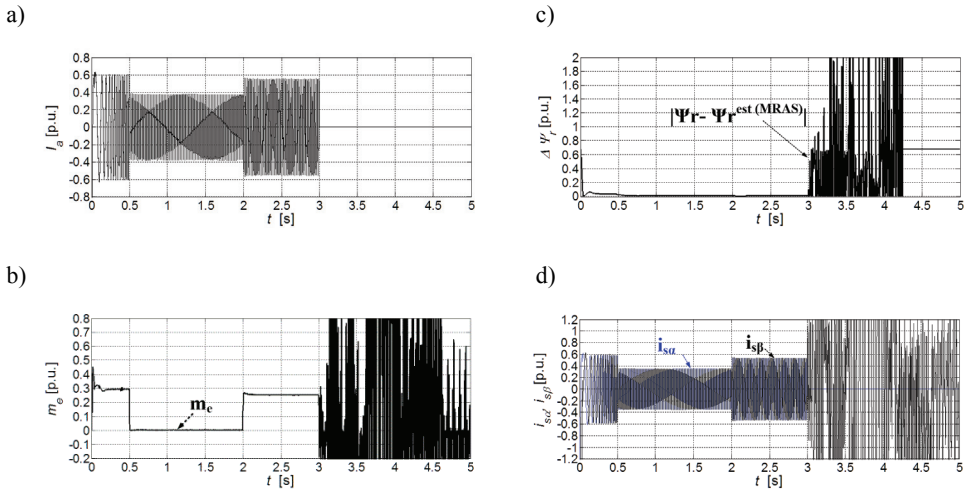 a)
0.8
0.6
0.4
0.2
0
-0.2
-0.4
-0.6
-0.8
I_a [p.u.]
0 0.5 1 1.5 2 2.5 3 3.5 4 4.5 5
t [s]
c)
2
1.8
1.6
1.4
1.2
1
0.8
0.6
0.4
0.2
0
Δ Ψ_r [p.u.]
|Ψr- Ψr^est (MRAS)|
0 0.5 1 1.5 2 2.5 3 3.5 4 4.5 5
t [s]
b)
0.8
0.7
0.6
0.5
0.4
0.3
0.2
0.1
0
-0.1
-0.2
m_e [p.u.]
m_e
0 0.5 1 1.5 2 2.5 3 3.5 4 4.5 5
t [s]
d)
1.2
1
0.8
0.6
0.4
0.2
0
-0.2
-0.4
-0.6
-0.8
-1
-1.2
i_sα, i_sβ [p.u.]
i_sα
i_sβ
0 0.5 1 1.5 2 2.5 3 3.5 4 4.5 5
t [s]